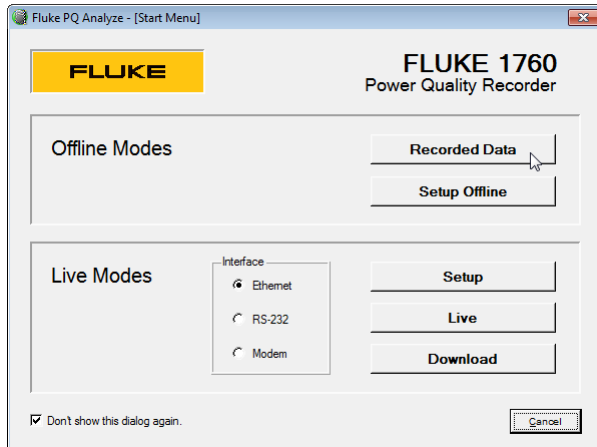 Fluke PQ Analyze - [Start Menu]
FLUKE
FLUKE 1760
Power Quality Recorder
Offline Modes
Recorded Data
Setup Offline
Live Modes
Interface
Ethernet
RS-232
Modem
Setup
Live
Download
Don't show this dialog again.
Cancel